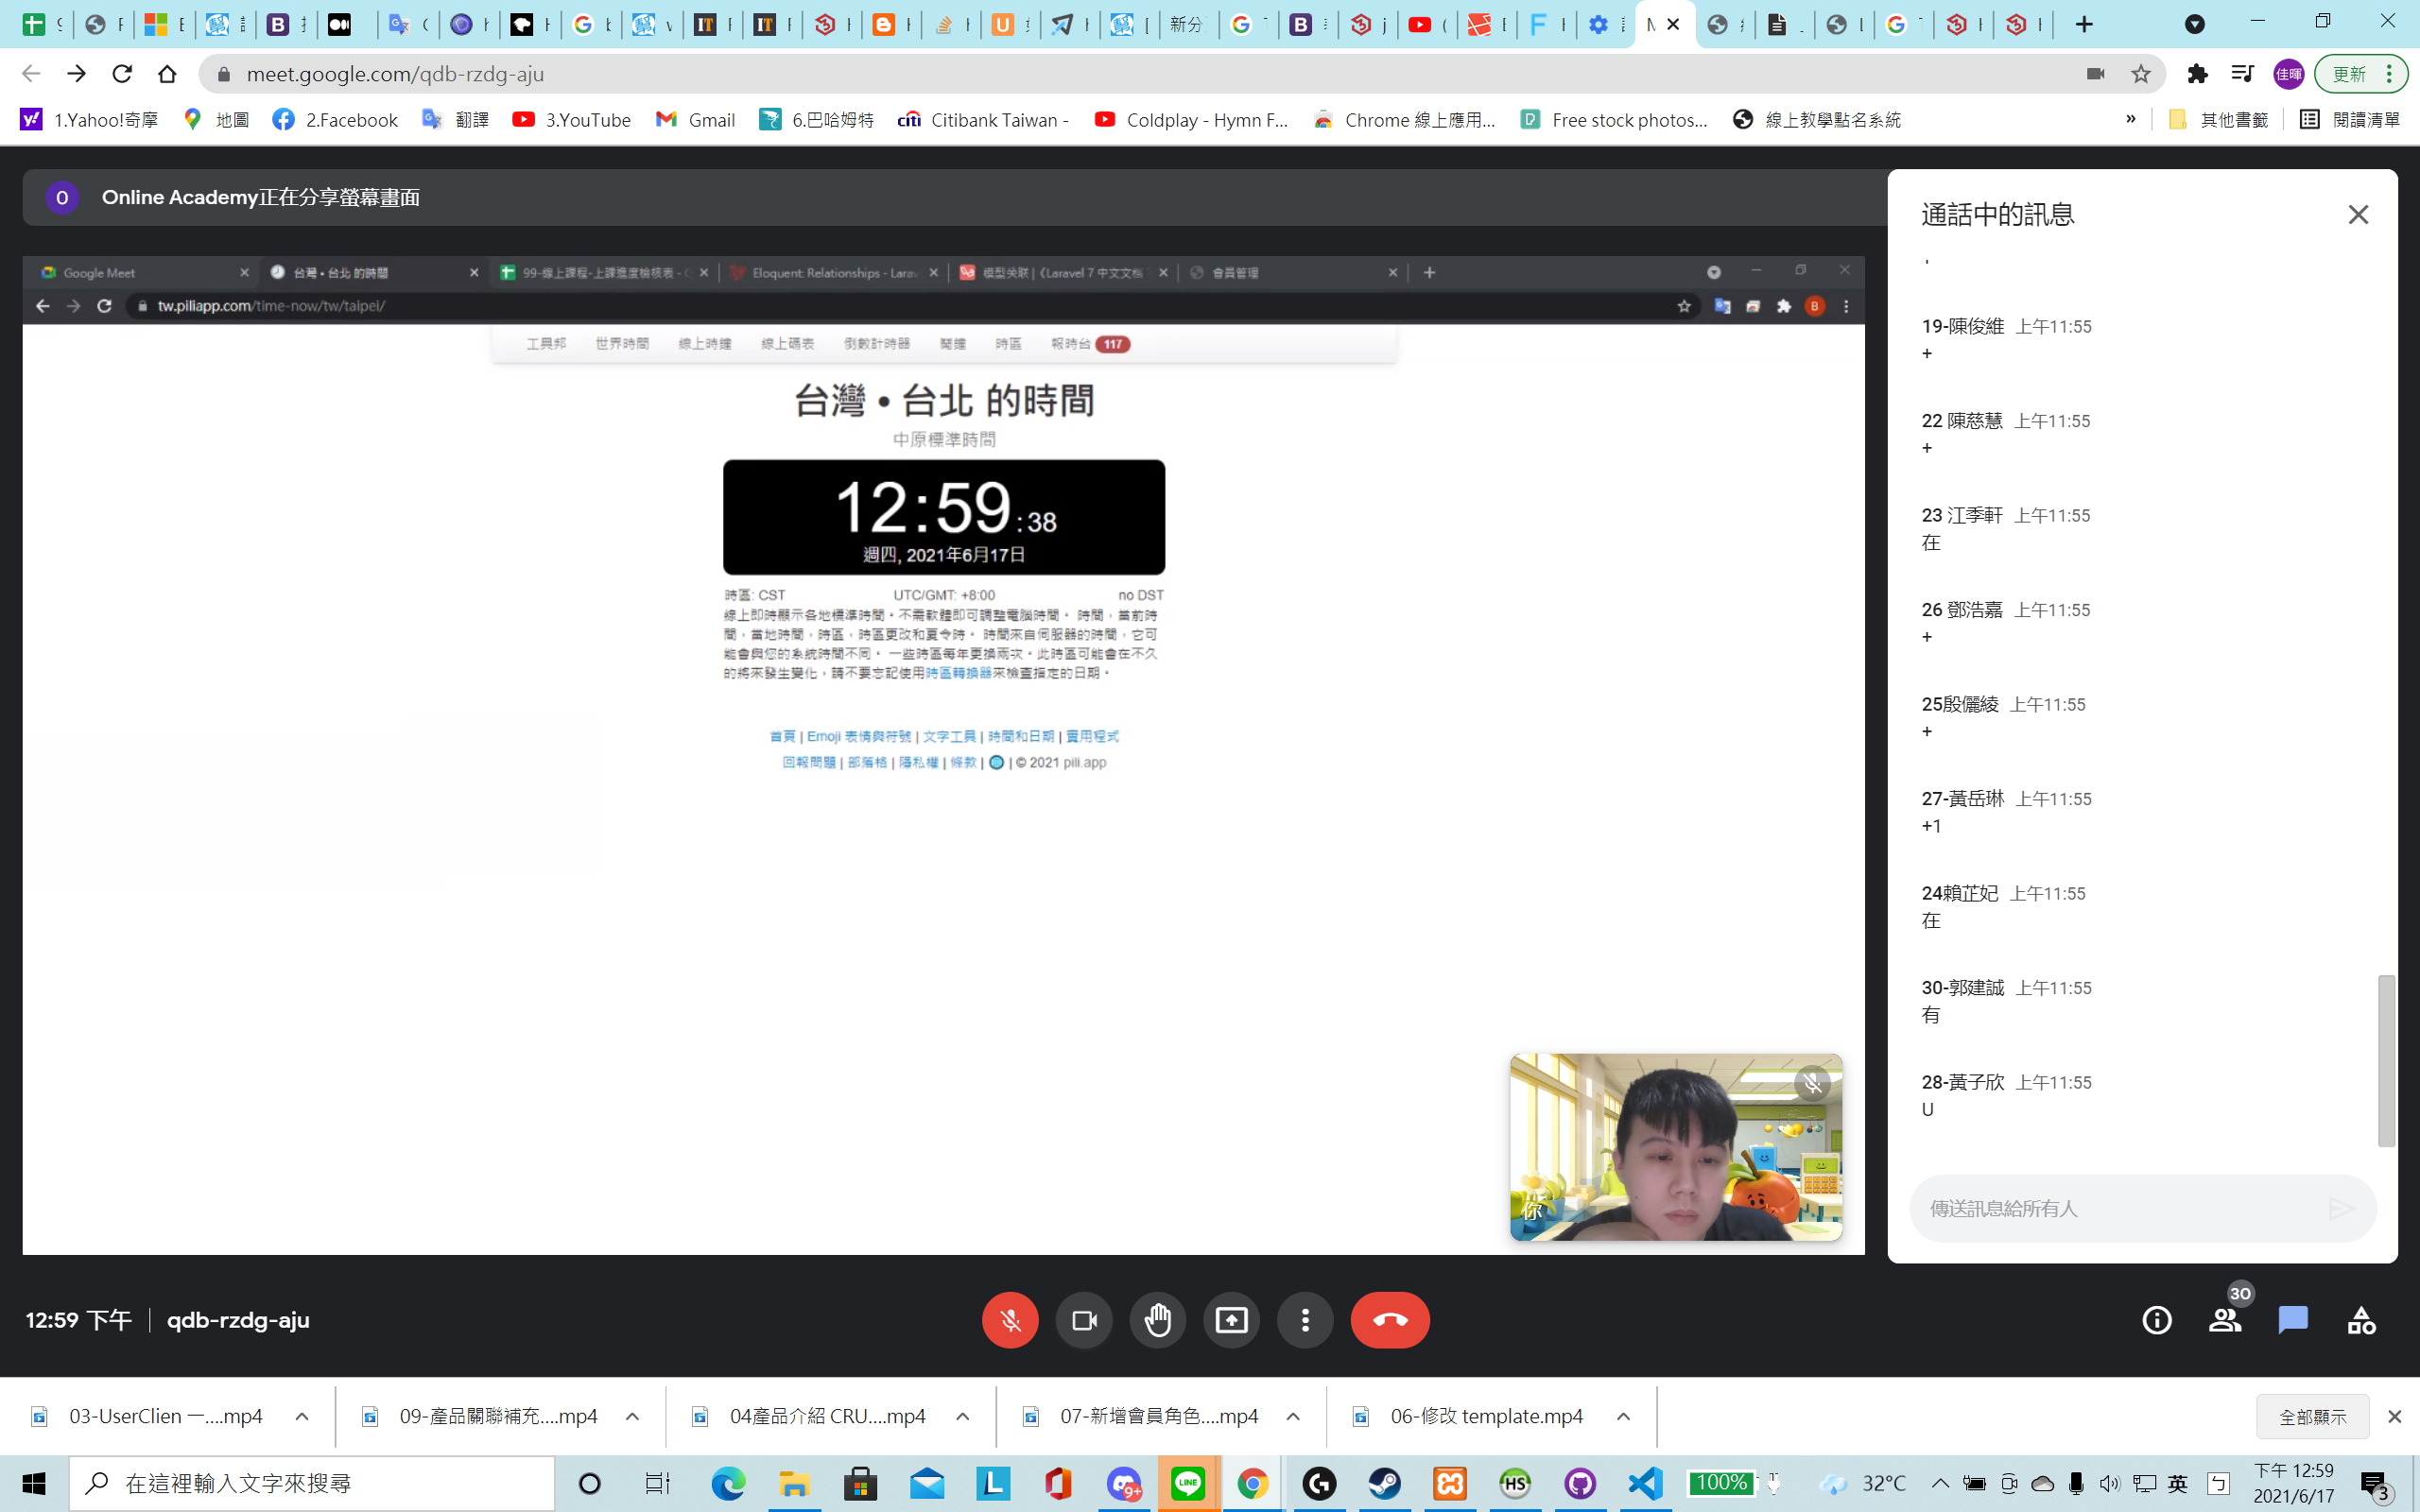 meet.google.com/qdb-rzdg-aju
佳暉
更新
1.Yahoo!奇摩
地圖
2.Facebook
翻譯
3.YouTube
Gmail
6.巴哈姆特
Citibank Taiwan -
Coldplay - Hymn F...
Chrome 線上應用...
Free stock photos...
線上教學點名系統
»
其他書籤
閱讀清單
O
Online Academy正在分享螢幕畫面
Google Meet
台灣 • 台北 的時間
99-線上課程-上課進度檢核表 -
Eloquent: Relationships - Larav
模型关联 |《Laravel 7 中文文档
會員管理
tw.piliapp.com/time-now/tw/taipei/
B
工具邦
世界時間
線上時鐘
線上碼表
倒數計時器
鬧鐘
時區
報時台 117
台灣 • 台北 的時間
中原標準時間
12:59:38
週四, 2021年6月17日
時區: CST
UTC/GMT: +8:00
no DST
線上即時顯示各地標準時間。不需軟體即可調整電腦時間。 時間,當前時
間,當地時間,時區,時區更改和夏令時。 時間來自伺服器的時間,它可
能會與您的系統時間不同。 一些時區每年更換兩次。此時區可能會在不久
的將來發生變化,請不要忘記使用時區轉換器來檢查指定的日期。
首頁 | Emoji 表情與符號 | 文字工具 | 時間和日期 | 實用程式
回報問題 | 部落格 | 隱私權 | 條款 | | © 2021 pili.app
你
通話中的訊息
19-陳俊維 上午11:55
+
22 陳慈慧 上午11:55
+
23 江季軒 上午11:55
在
26 鄧浩嘉 上午11:55
+
25殷儷綾 上午11:55
+
27-黃岳琳 上午11:55
+1
24賴芷妃 上午11:55
在
30-郭建誠 上午11:55
有
28-黃子欣 上午11:55
U
傳送訊息給所有人
12:59 下午
qdb-rzdg-aju
30
03-UserClien 一....mp4
09-產品關聯補充....mp4
04產品介紹 CRU....mp4
07-新增會員角色....mp4
06-修改 template.mp4
全部顯示
在這裡輸入文字來搜尋
9+
LINE
HS
100%
32°C
英
ㄅ
下午 12:59
2021/6/17
3